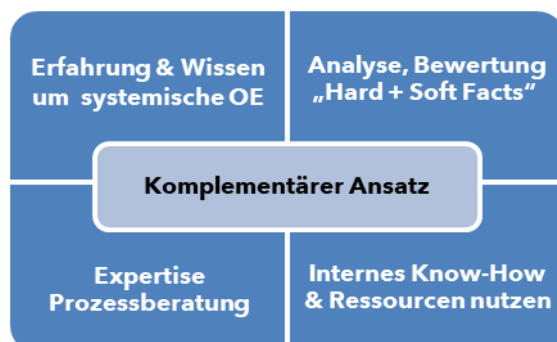 Erfahrung & Wissen
um systemische OE
Analyse, Bewertung
„Hard + Soft Facts“
Komplementärer Ansatz
Expertise
Prozessberatung
Internes Know-How
& Ressourcen nutzen